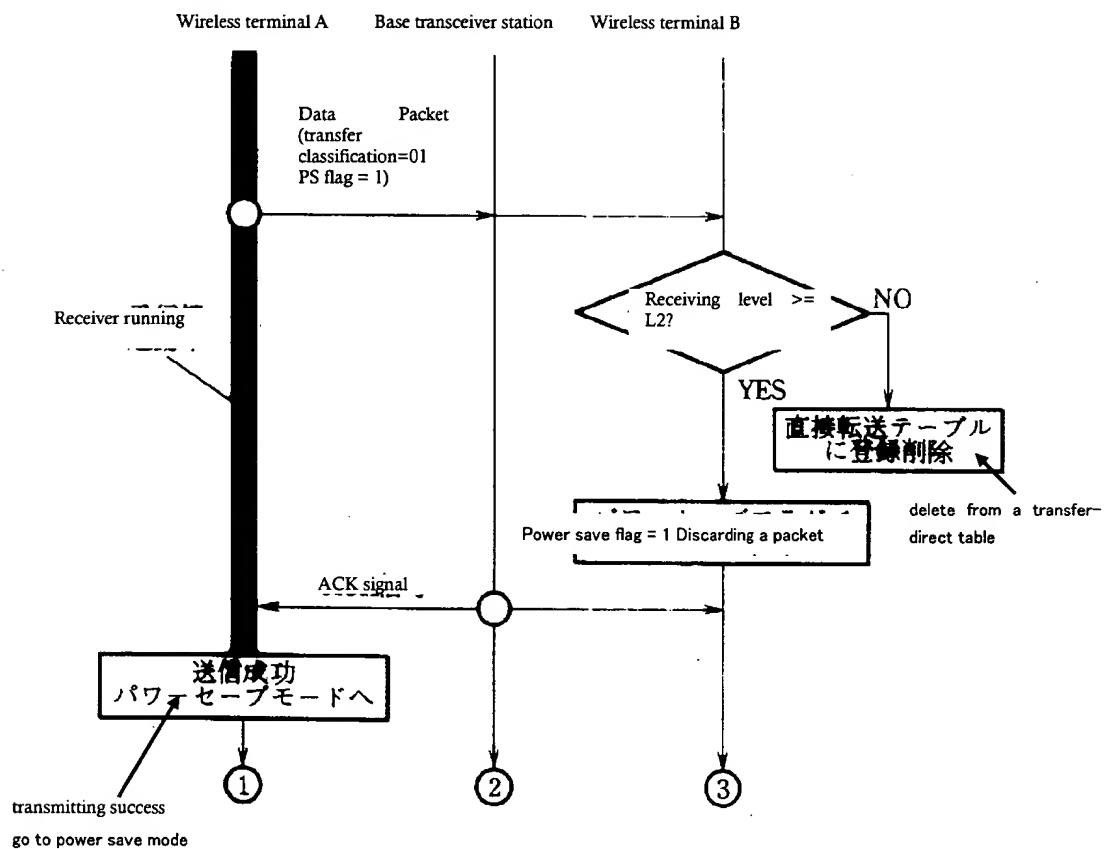 Wireless terminal A
Base transceiver station
Wireless terminal B
Data Packet
(transfer
classification=01
PS flag = 1)
Receiving level >=
L2?
NO
Receiver running
YES
直接転送テーブル
に登録削除
delete from a transfer-
direct table
Power save flag = 1 Discarding a packet
ACK signal
送信成功
パワーセーブモードへ
1
2
3
transmitting success
go to power save mode